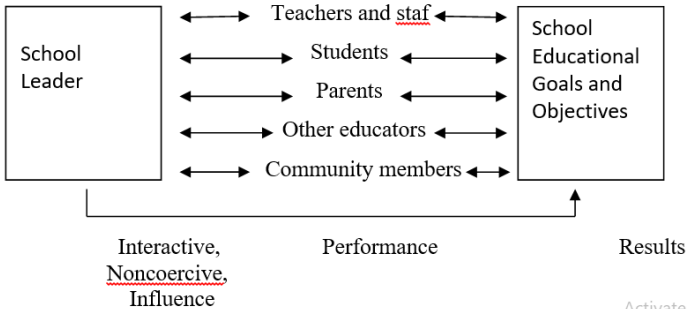 School
Leader
Teachers and staf
Students
Parents
Other educators
Community members
School
Educational
Goals and
Objectives
Interactive,
Noncoercive,
Influence
Performance
Results
Activate